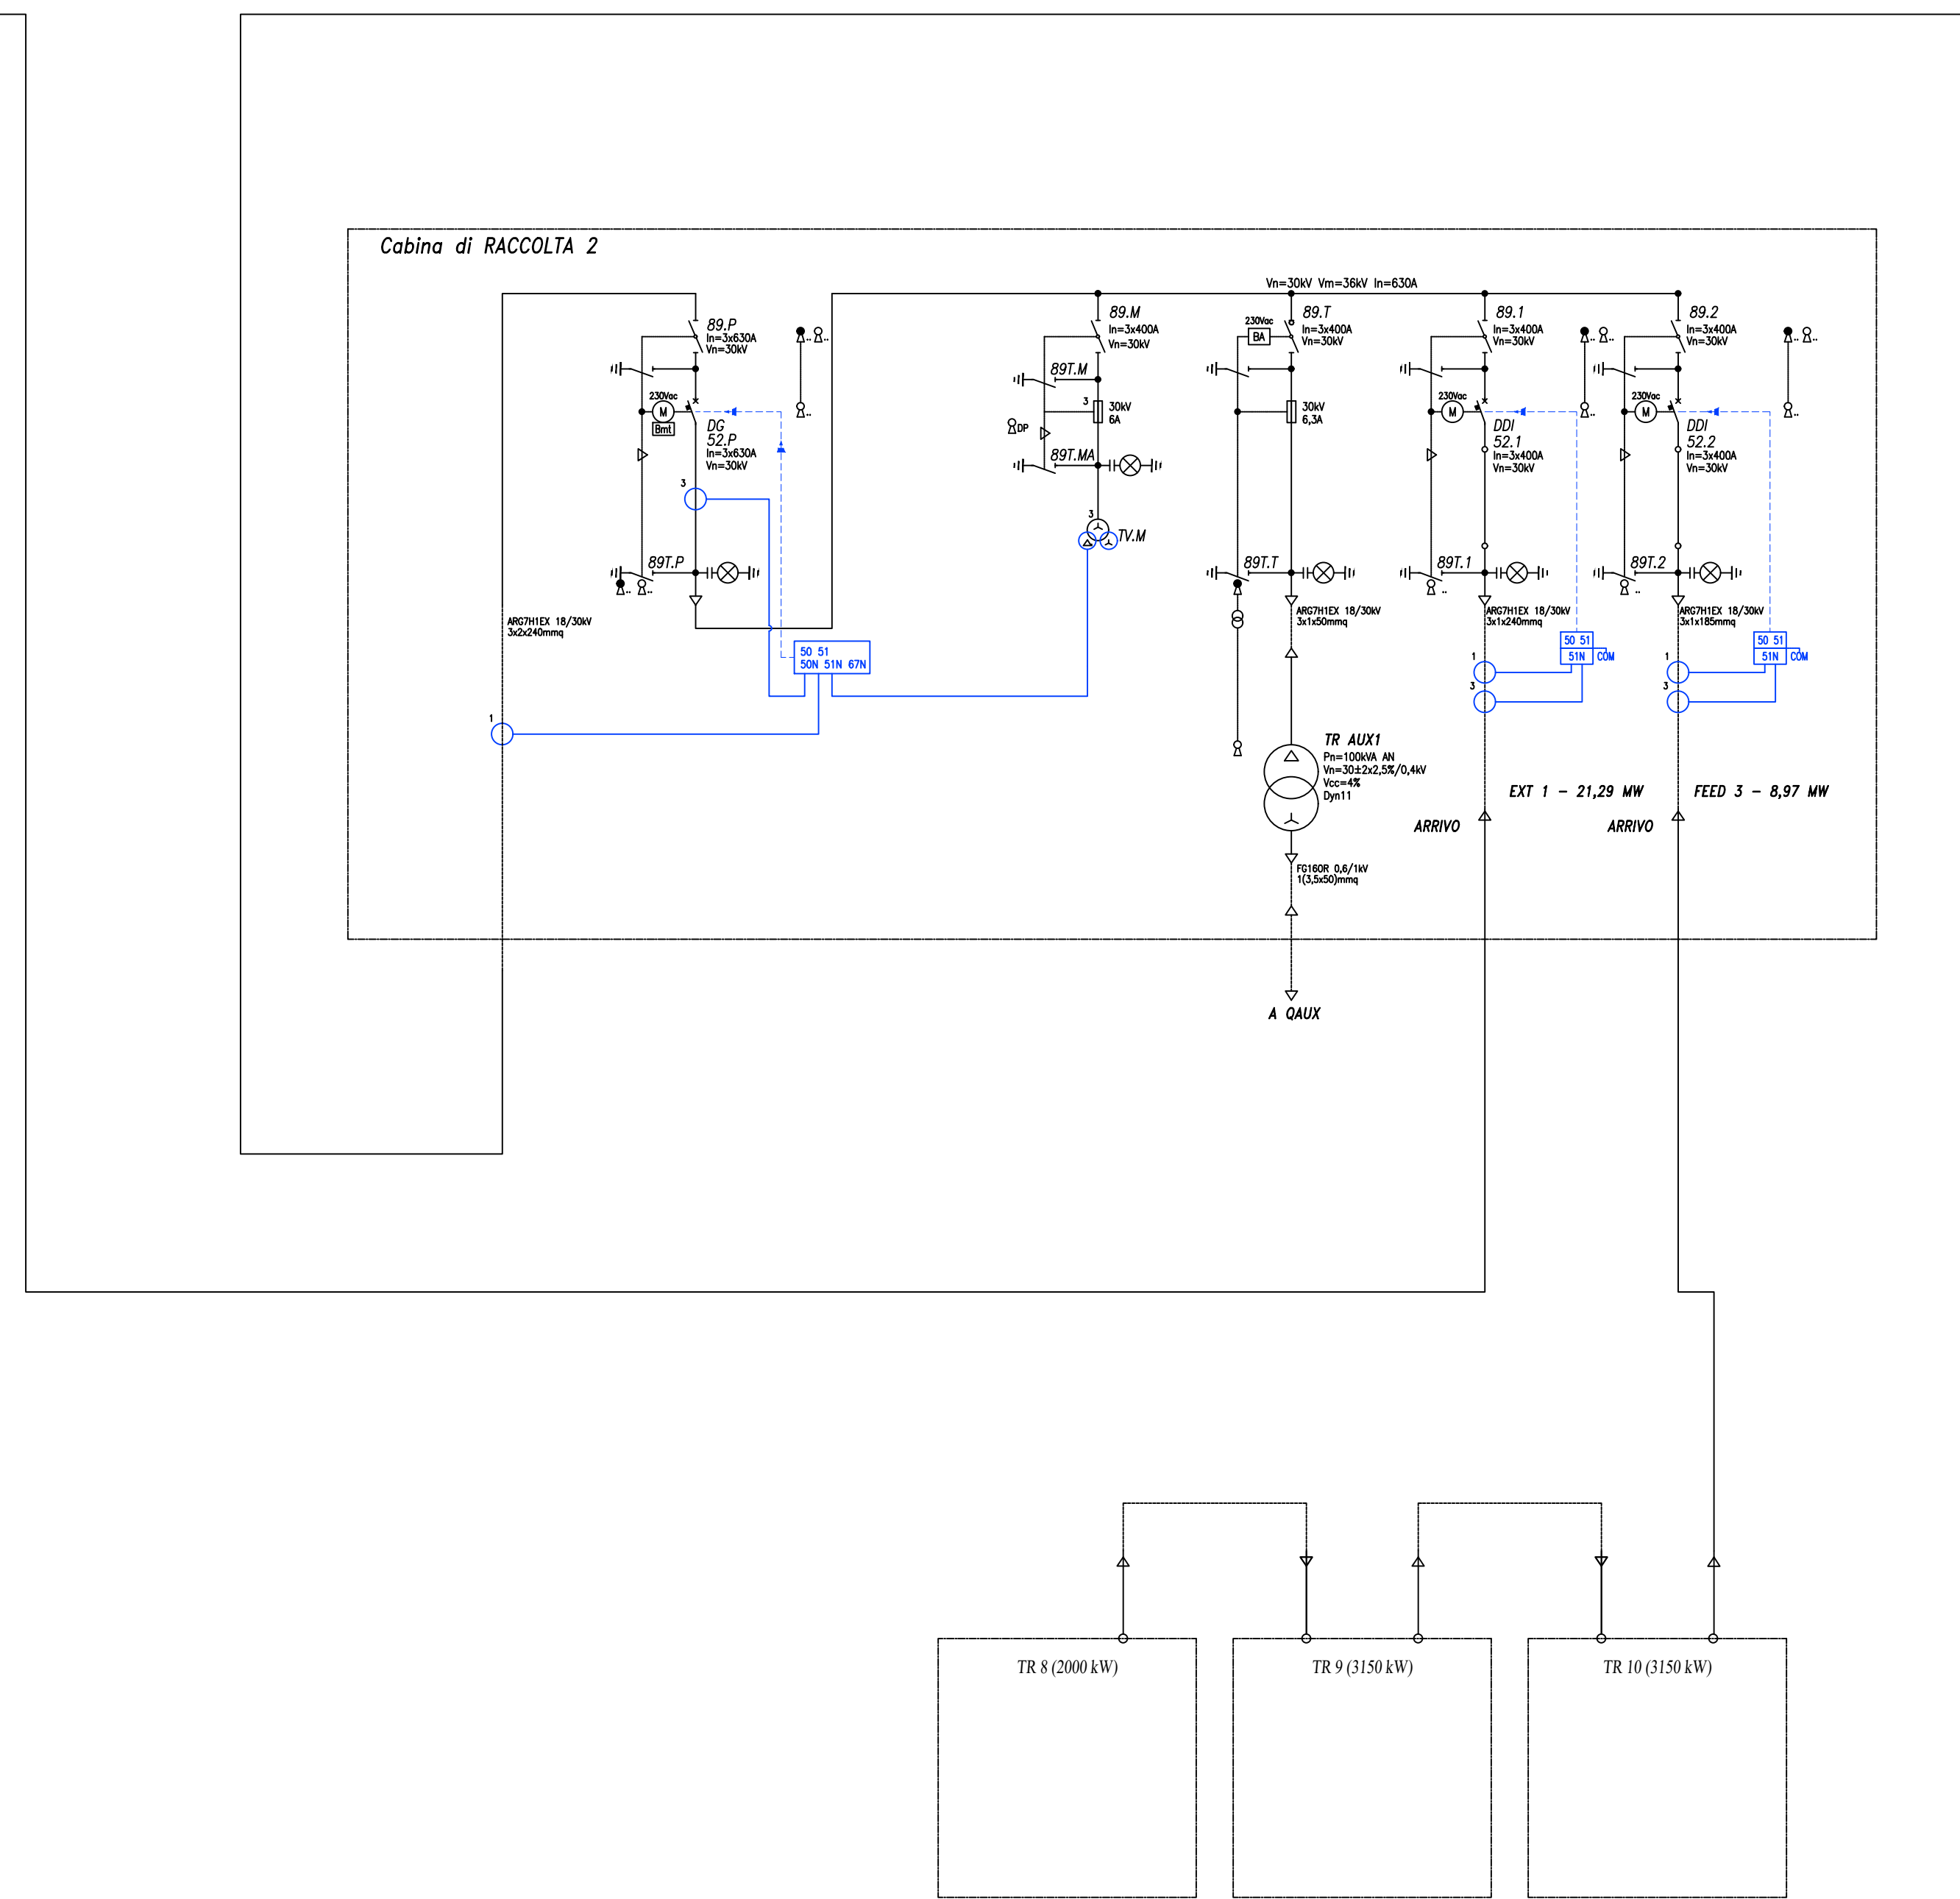 Cabina di RACCOLTA 2
Vn=30kV Vm=36kV In=630A
89.P
In=3x630A
Vn=30kV
230Vac
M
Bmt
DG
52.P
In=3x630A
Vn=30kV
3
89T.P
ARG7H1EX 18/30kV
3x2x240mmq
1
50 51
50N 51N 67N
89.M
In=3x400A
Vn=30kV
89T.M
3
30kV
6A
DP
89T.MA
3
TV.M
89.T
In=3x400A
Vn=30kV
230Vac
BA
30kV
6,3A
89T.T
ARG7H1EX 18/30kV
3x1x50mmq
TR AUX1
Pn=100kVA AN
Vn=30±2x2,5%/0,4kV
Vcc=4%
Dyn11
FG16OR 0,6/1kV
1(3,5x50)mmq
A QAUX
89.1
In=3x400A
Vn=30kV
230Vac
M
DDI
52.1
In=3x400A
Vn=30kV
89T.1
ARG7H1EX 18/30kV
3x1x240mmq
50 51
51N
COM
1
3
EXT 1 - 21,29 MW
ARRIVO
89.2
In=3x400A
Vn=30kV
230Vac
M
DDI
52.2
In=3x400A
Vn=30kV
89T.2
ARG7H1EX 18/30kV
3x1x185mmq
50 51
51N
COM
1
3
FEED 3 - 8,97 MW
ARRIVO
TR 8 (2000 kW)
TR 9 (3150 kW)
TR 10 (3150 kW)